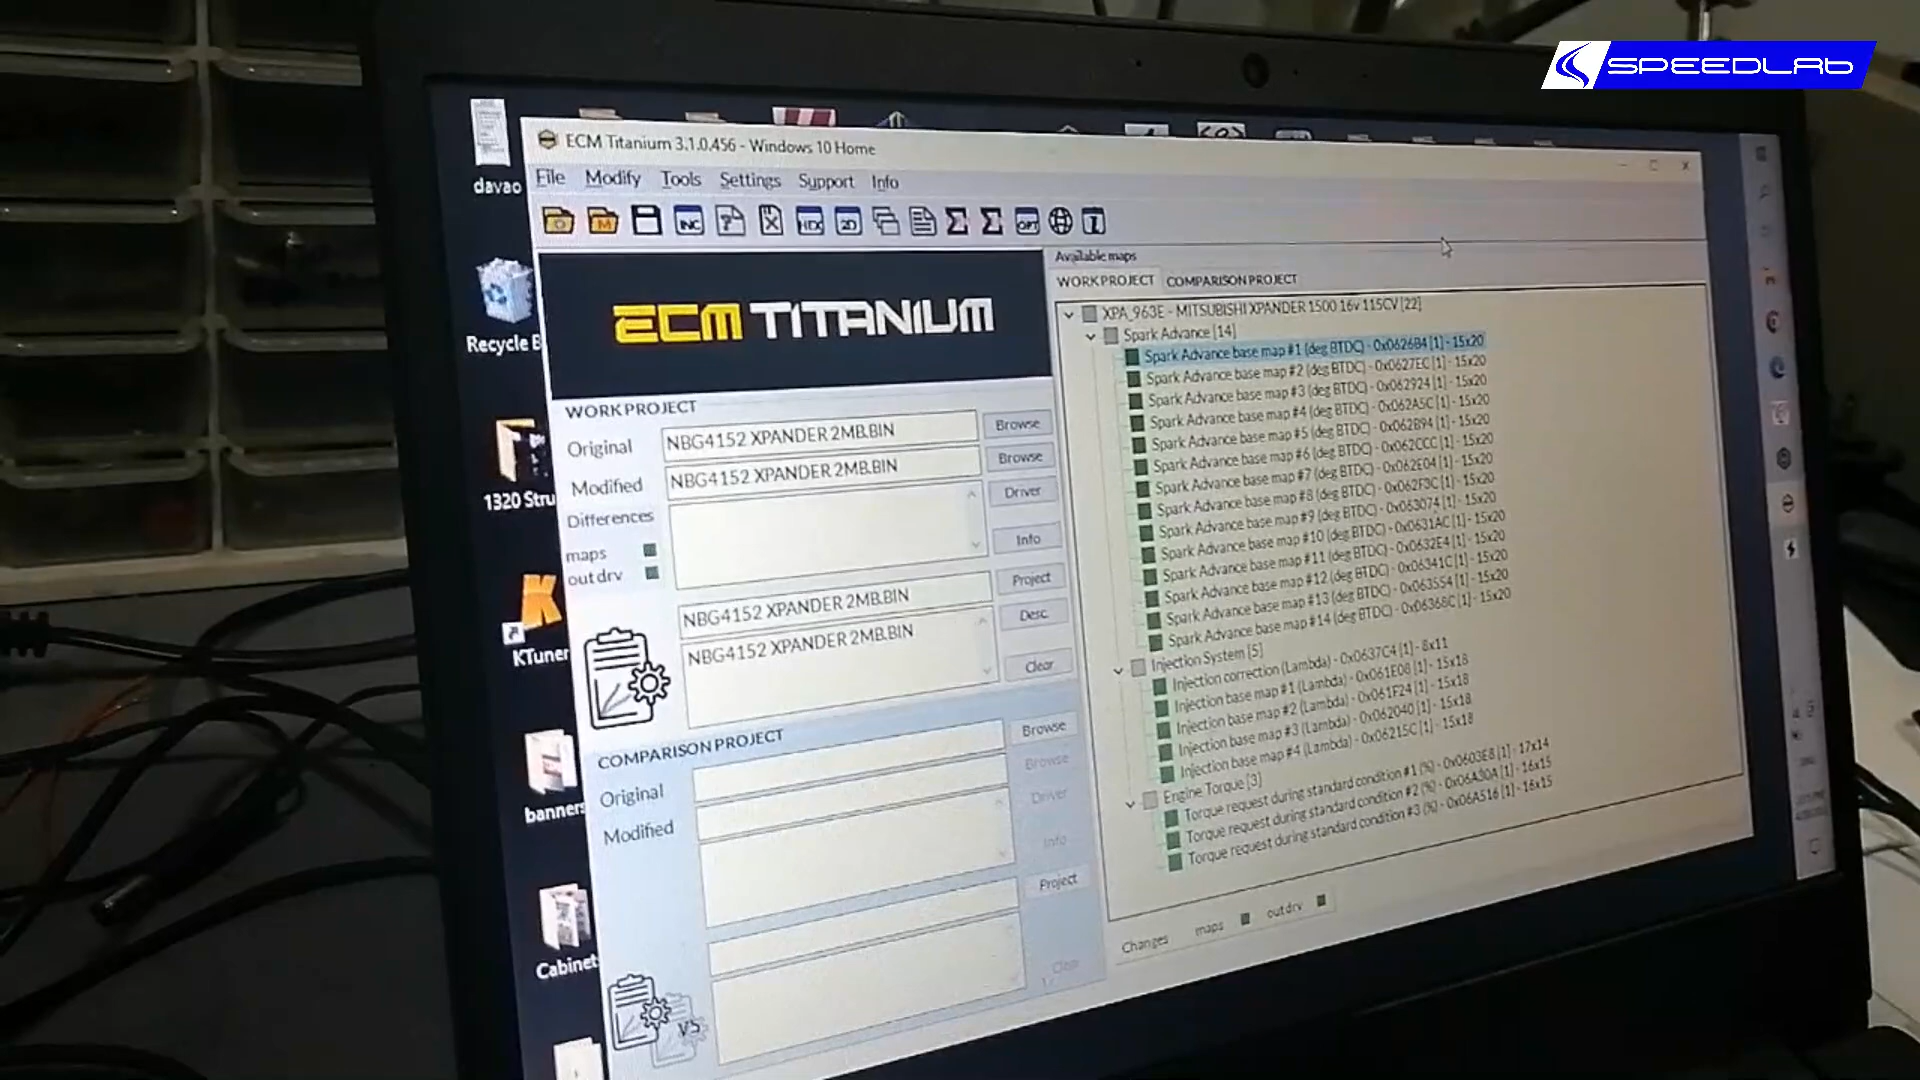 SPEEDLAB
davao
Recycle B
1320 Stru
KTuner
banners
Cabinet
ECM Titanium 3.1.0.456 - Windows 10 Home
File Modify Tools Settings Support Info
INC HEX 2D OPT
ECM TITANIUM
WORK PROJECT
Original NBG4152 XPANDER 2MB.BIN Browse
Modified NBG4152 XPANDER 2MB.BIN Browse
Differences Driver
maps Info
out drv
NBG4152 XPANDER 2MB.BIN Project
NBG4152 XPANDER 2MB.BIN Desc.
Clear
COMPARISON PROJECT
Original Browse
Modified Browse
Driver
Info
Project
Clear
VS
Available maps
WORK PROJECT COMPARISON PROJECT
XPA_963E - MITSUBISHI XPANDER 1500 16v 115CV [22]
Spark Advance [14]
Spark Advance base map #1 (deg BTDC) - 0x0626B4 [1] - 15x20
Spark Advance base map #2 (deg BTDC) - 0x0627EC [1] - 15x20
Spark Advance base map #3 (deg BTDC) - 0x062924 [1] - 15x20
Spark Advance base map #4 (deg BTDC) - 0x062A5C [1] - 15x20
Spark Advance base map #5 (deg BTDC) - 0x062B94 [1] - 15x20
Spark Advance base map #6 (deg BTDC) - 0x062CCC [1] - 15x20
Spark Advance base map #7 (deg BTDC) - 0x062E04 [1] - 15x20
Spark Advance base map #8 (deg BTDC) - 0x062F3C [1] - 15x20
Spark Advance base map #9 (deg BTDC) - 0x063074 [1] - 15x20
Spark Advance base map #10 (deg BTDC) - 0x0631AC [1] - 15x20
Spark Advance base map #11 (deg BTDC) - 0x0632E4 [1] - 15x20
Spark Advance base map #12 (deg BTDC) - 0x06341C [1] - 15x20
Spark Advance base map #13 (deg BTDC) - 0x063554 [1] - 15x20
Spark Advance base map #14 (deg BTDC) - 0x06368C [1] - 15x20
Injection System [5]
Injection correction (Lambda) - 0x0637C4 [1] - 8x11
Injection base map #1 (Lambda) - 0x061E08 [1] - 15x18
Injection base map #2 (Lambda) - 0x061F24 [1] - 15x18
Injection base map #3 (Lambda) - 0x062040 [1] - 15x18
Injection base map #4 (Lambda) - 0x06215C [1] - 15x18
Engine Torque [3]
Torque request during standard condition #1 (%) - 0x0603E8 [1] - 17x14
Torque request during standard condition #2 (%) - 0x06A30A [1] - 16x15
Torque request during standard condition #3 (%) - 0x06A516 [1] - 16x15
Changes maps out drv